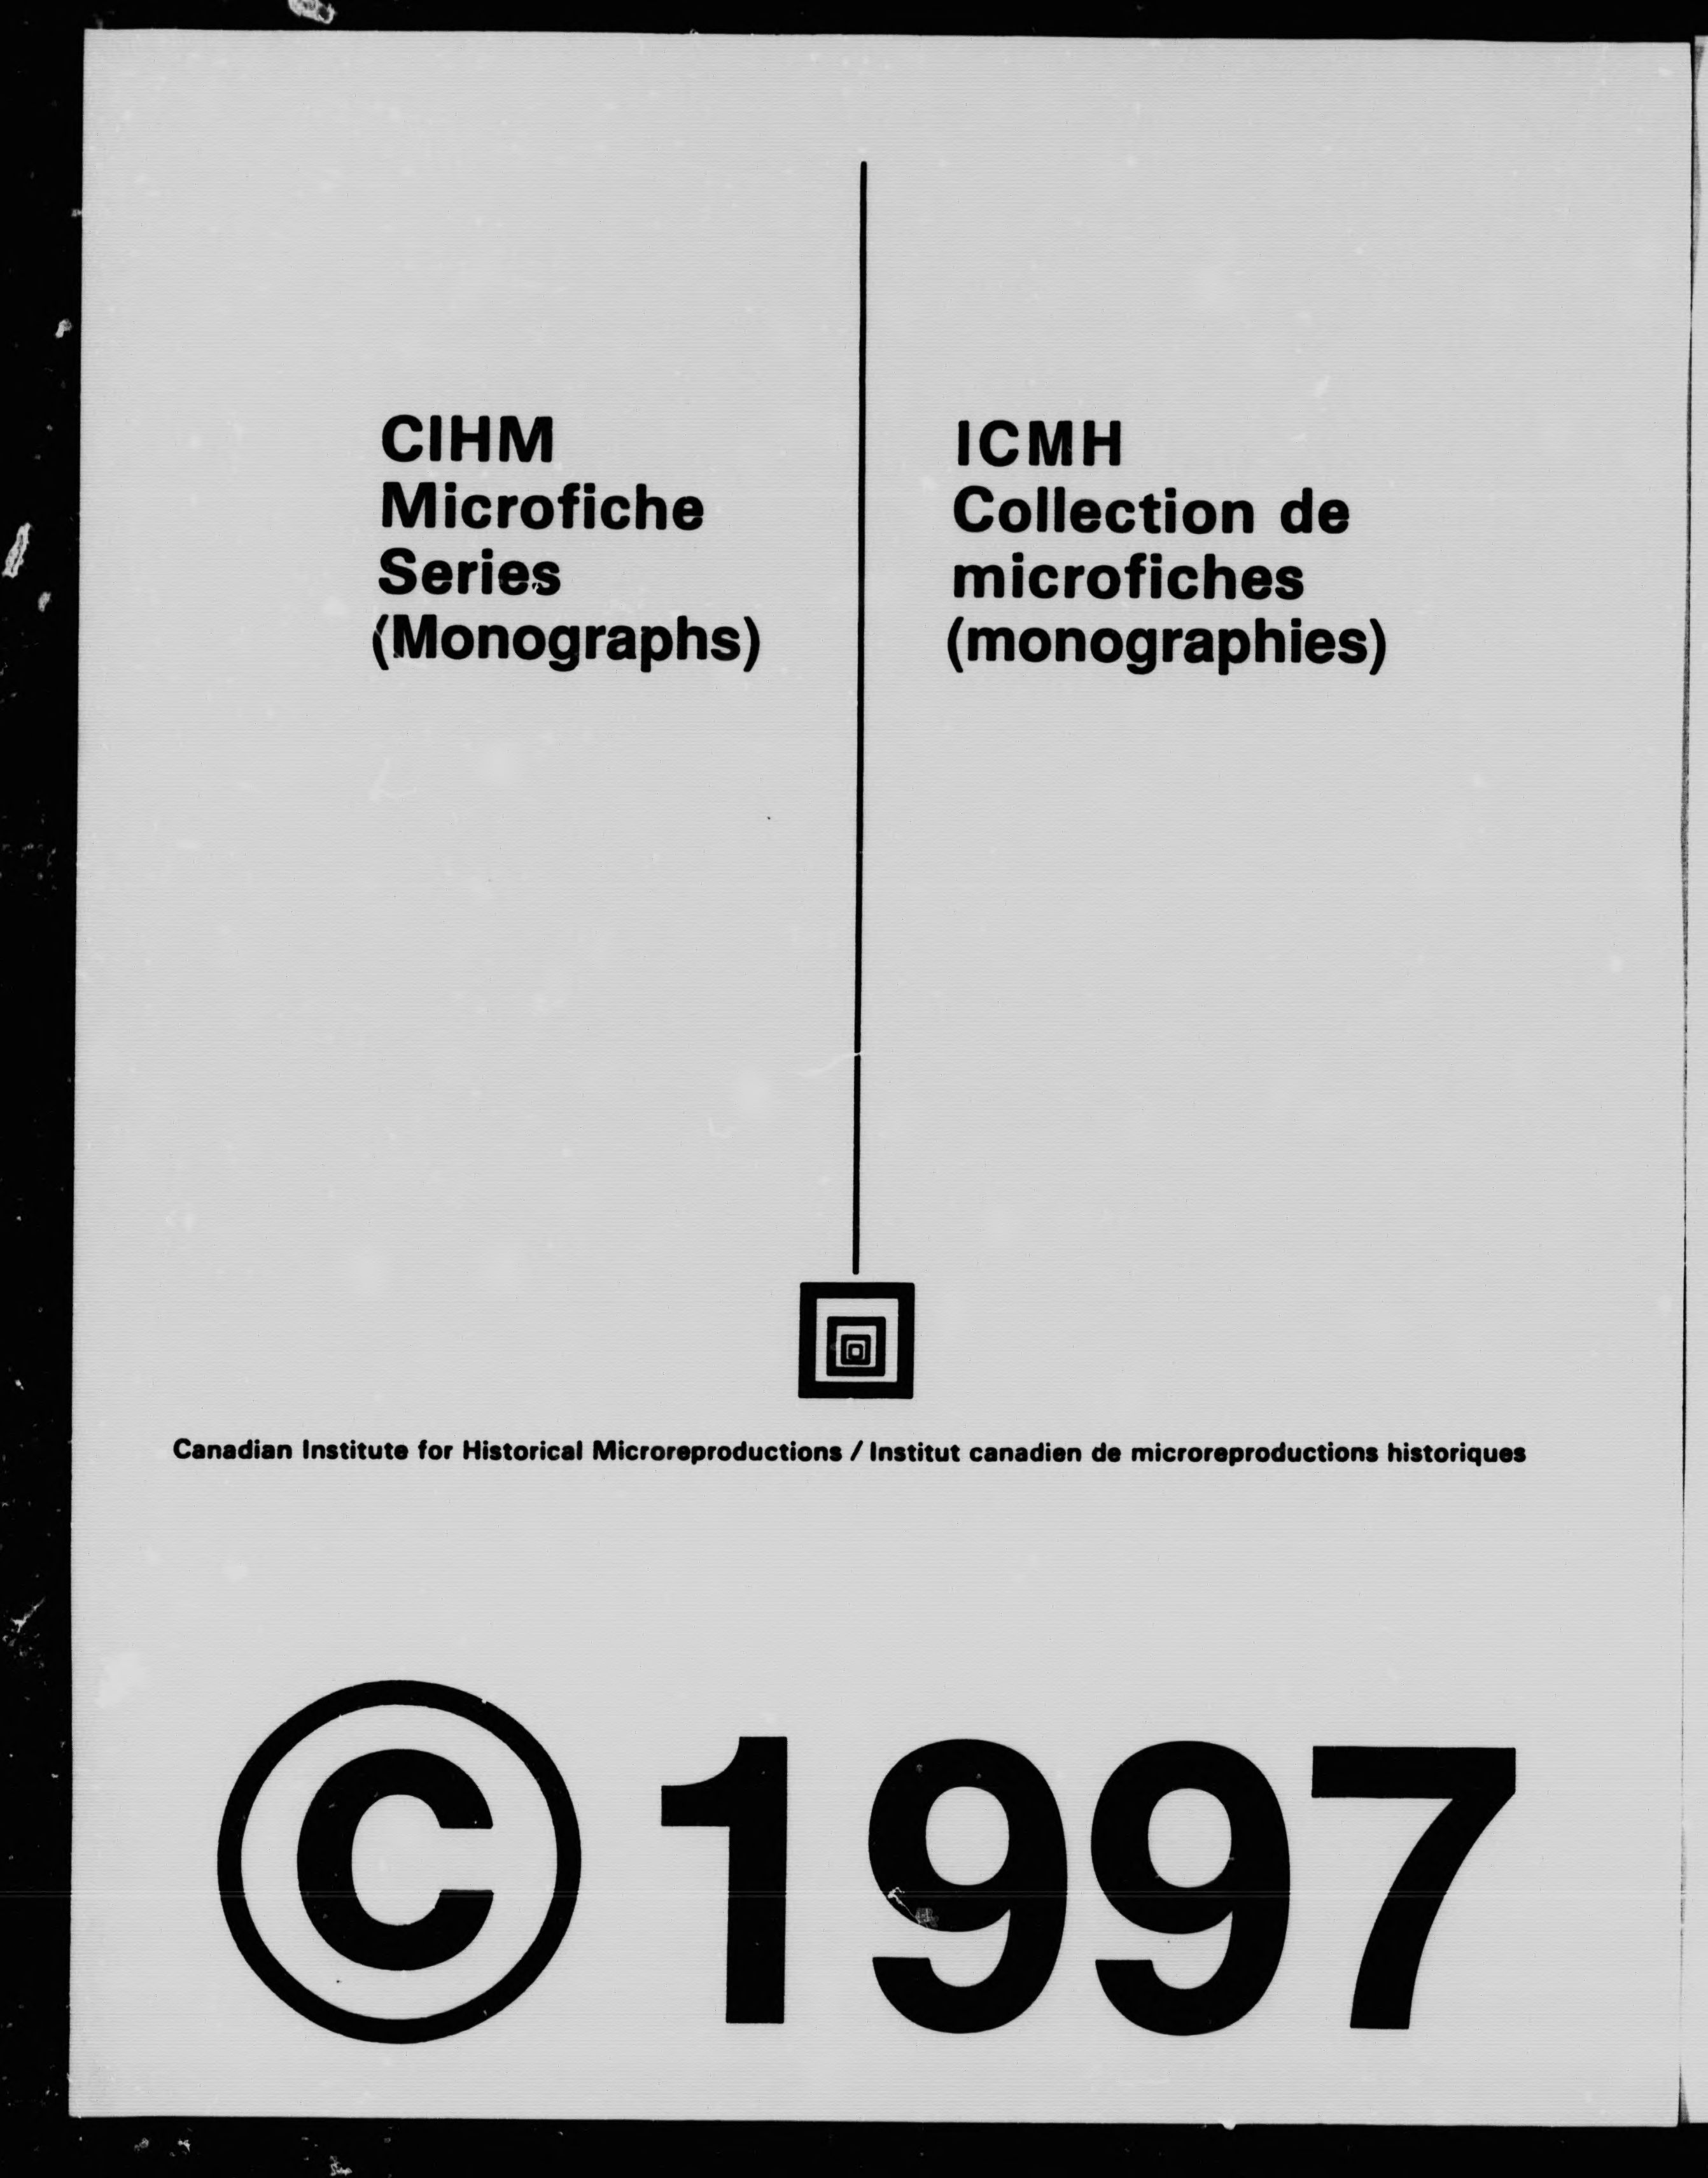 CIHM
Microfiche
Series
(Monographs)
ICMH
Collection de
microfiches
(monographies)
Canadian Institute for Historical Microreproductions / Institut canadien de microreproductions historiques
© 1997